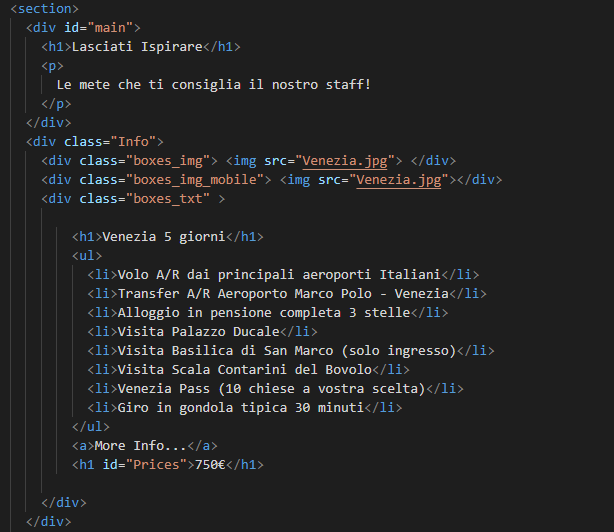 <section>
<div id="main">
<h1>Lasciati Ispirare</h1>
<p>
Le mete che ti consiglia il nostro staff!
</p>
</div>
<div class="Info">
<div class="boxes_img"> <img src="Venezia.jpg"> </div>
<div class="boxes_img_mobile"> <img src="Venezia.jpg"></div>
<div class="boxes_txt" >
<h1>Venezia 5 giorni</h1>
<ul>
<li>Volo A/R dai principali aeroporti Italiani</li>
<li>Transfer A/R Aeroporto Marco Polo - Venezia</li>
<li>Alloggio in pensione completa 3 stelle</li>
<li>Visita Palazzo Ducale</li>
<li>Visita Basilica di San Marco (solo ingresso)</li>
<li>Visita Scala Contarini del Bovolo</li>
<li>Venezia Pass (10 chiese a vostra scelta)</li>
<li>Giro in gondola tipica 30 minuti</li>
</ul>
<a>More Info...</a>
<h1 id="Prices">750€</h1>
</div>
</div>